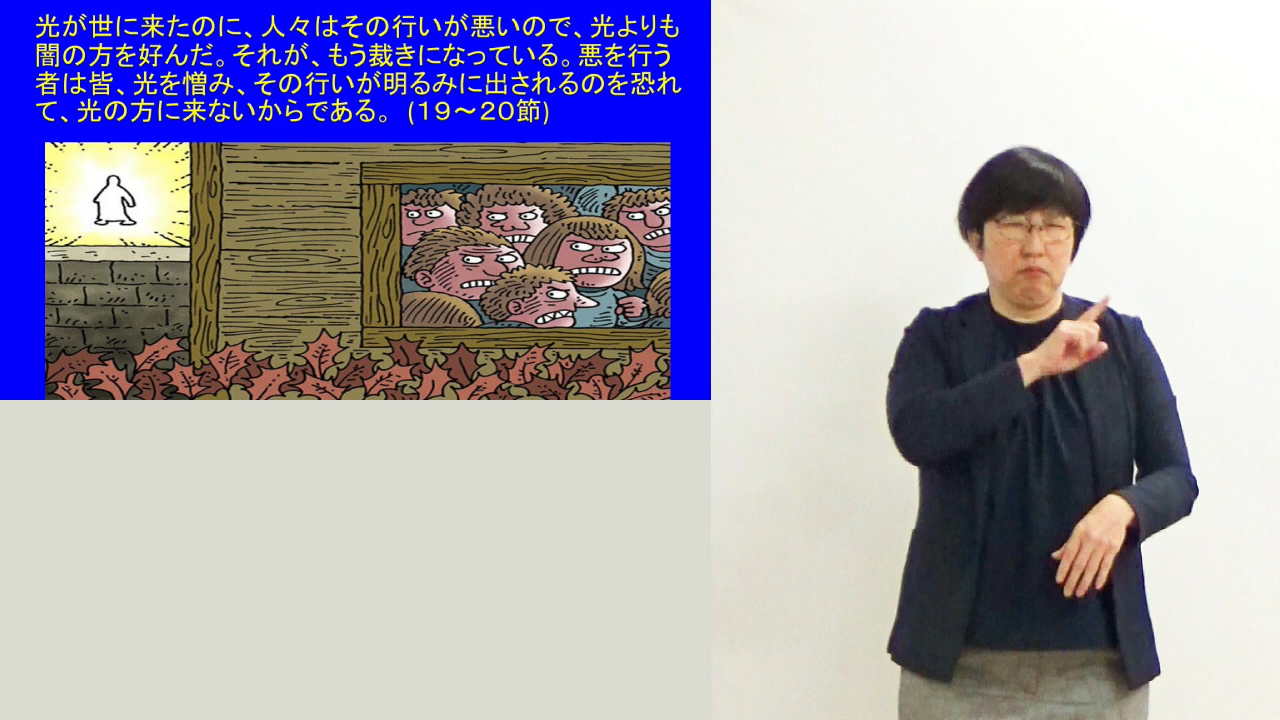 光が世に来たのに、人々はその行いが悪いので、光よりも
闇の方を好んだ。それが、もう裁きになっている。悪を行う
者は皆、光を憎み、その行いが明るみに出されるのを恐れ
て、光の方に来ないからである。 (19～20節)